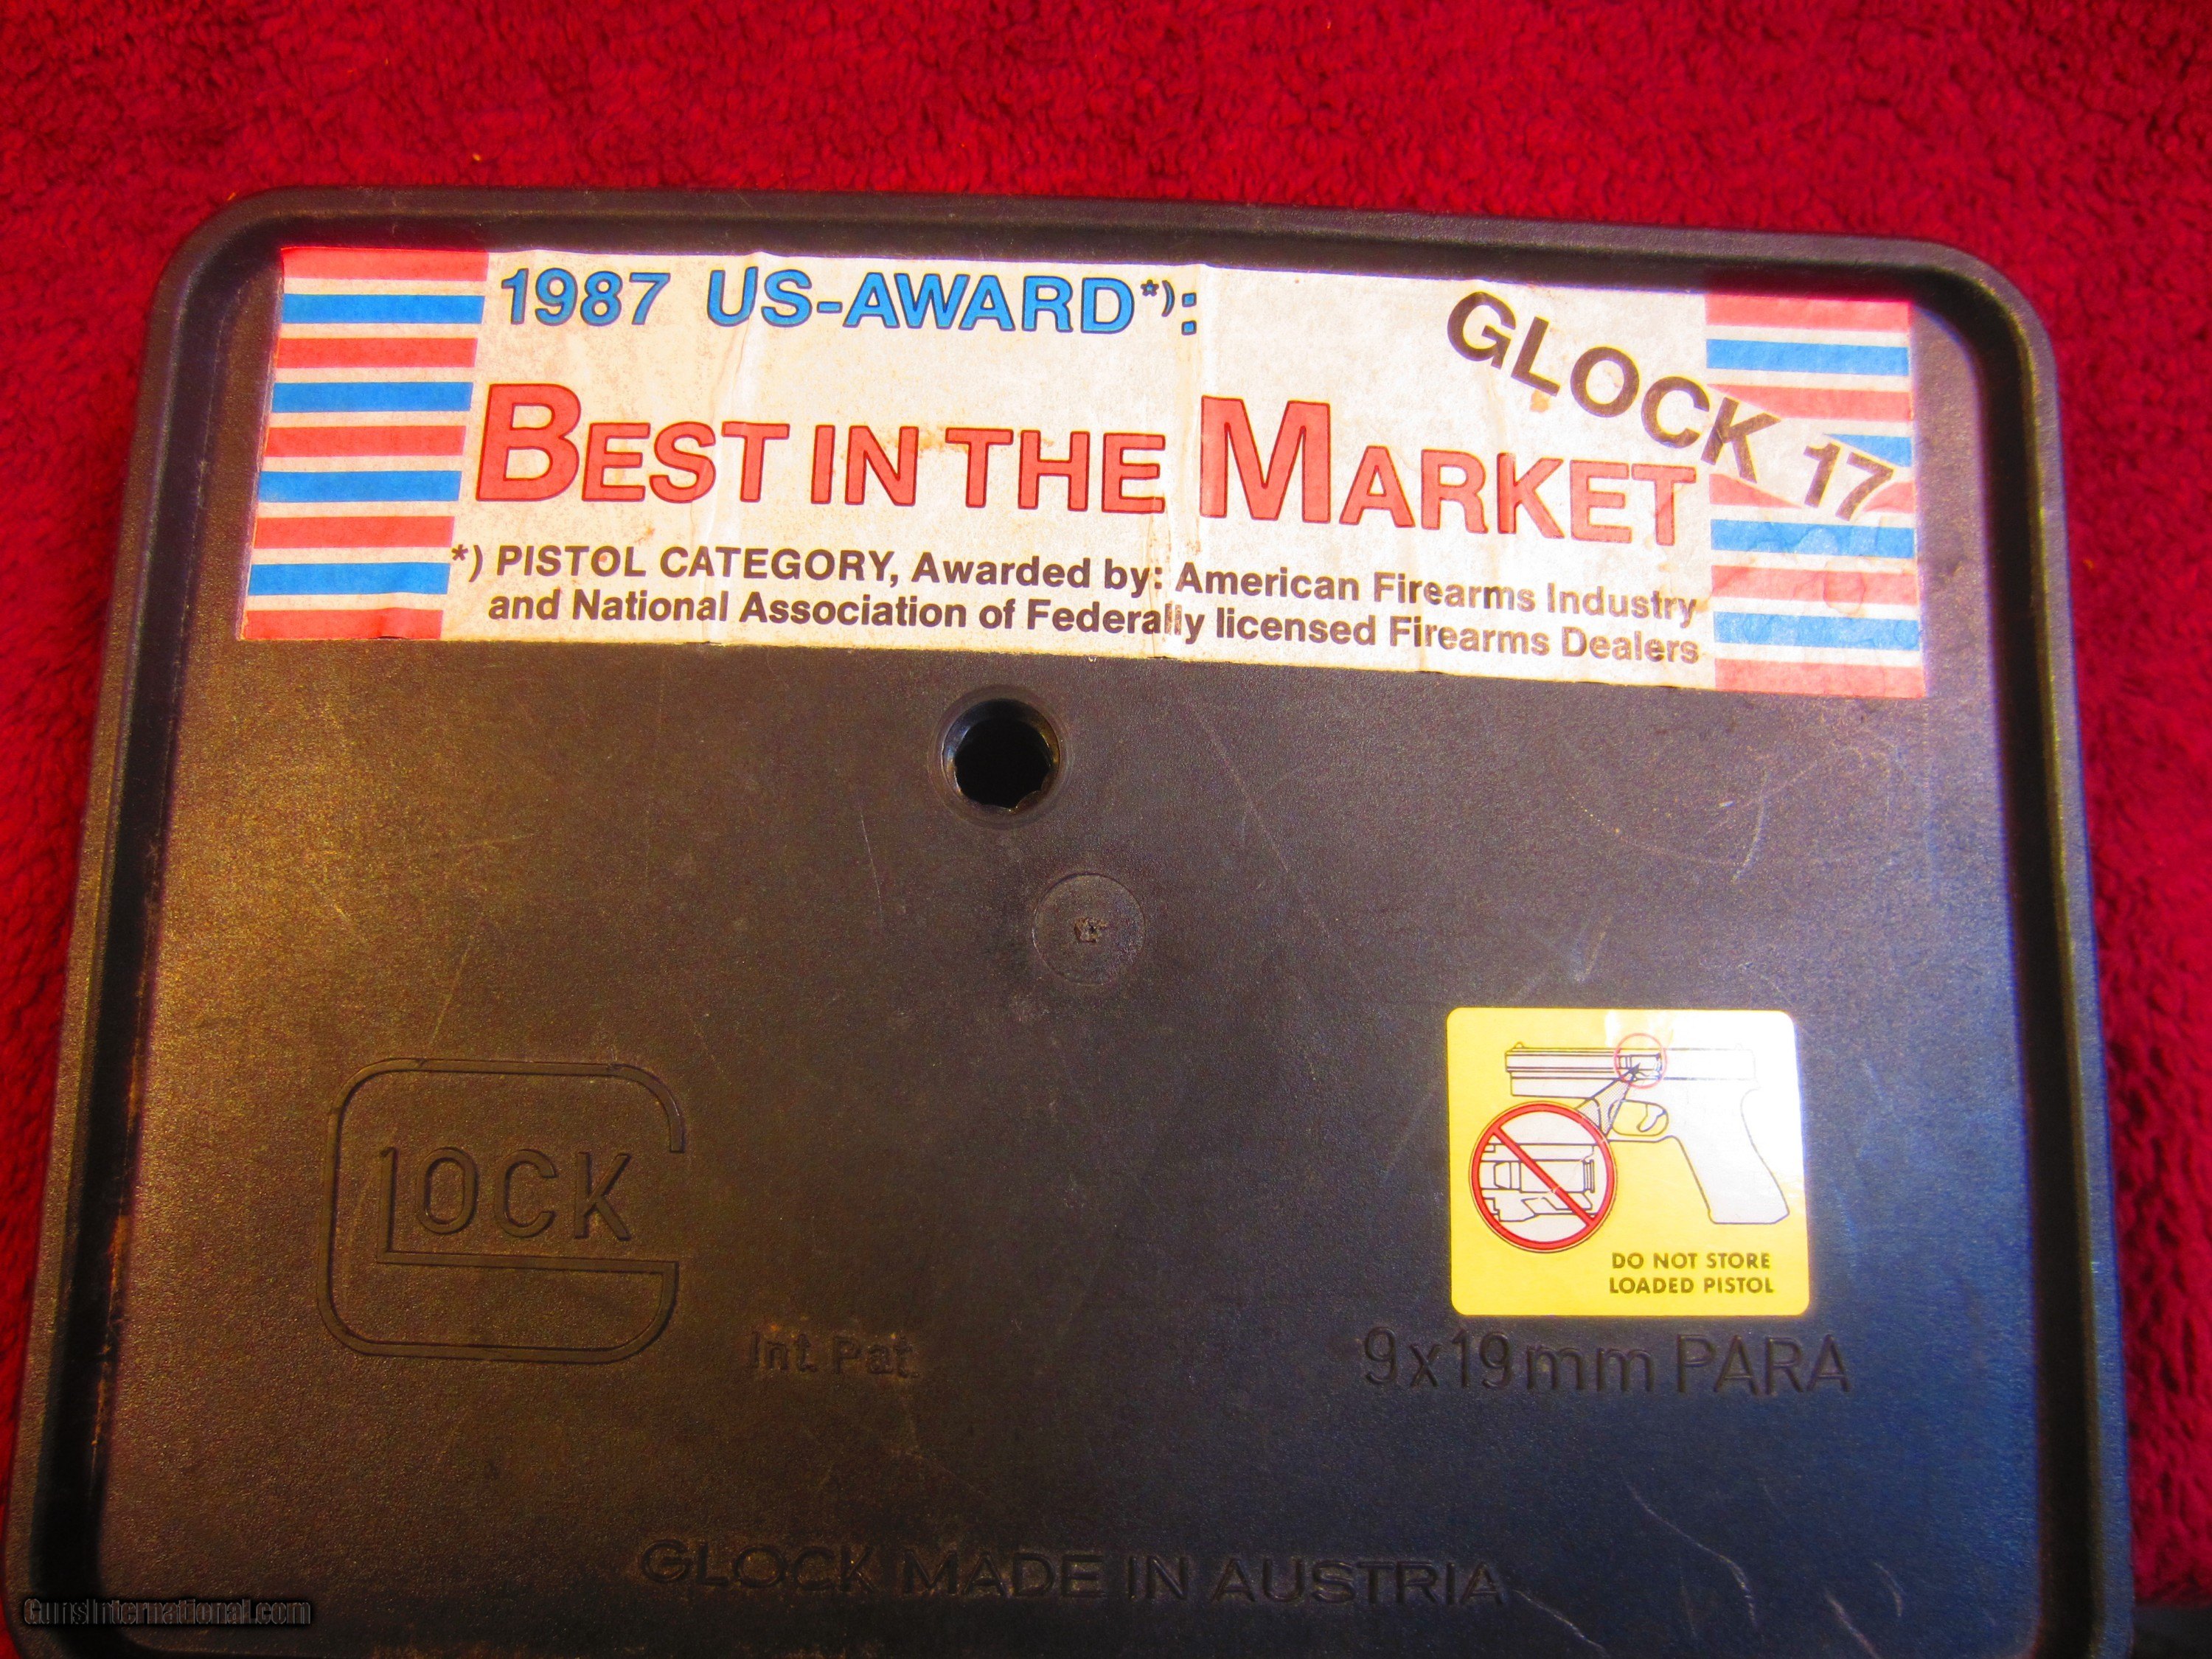 1987 US-AWARD*):
GLOCK 17
BEST IN THE MARKET
*) PISTOL CATEGORY, Awarded by: American Firearms Industry
and National Association of Federally licensed Firearms Dealers
DO NOT STORE
LOADED PISTOL
GLOCK
Int. Pat.
9x19mm PARA
GLOCK MADE IN AUSTRIA
GunsInternational.com